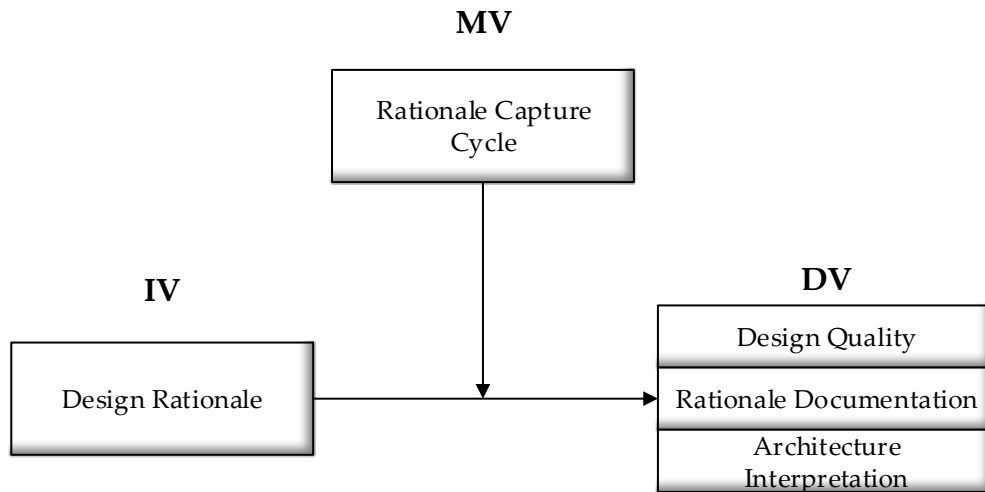 MV
Rationale Capture
Cycle
IV
Design Rationale
DV
Design Quality
Rationale Documentation
Architecture
Interpretation